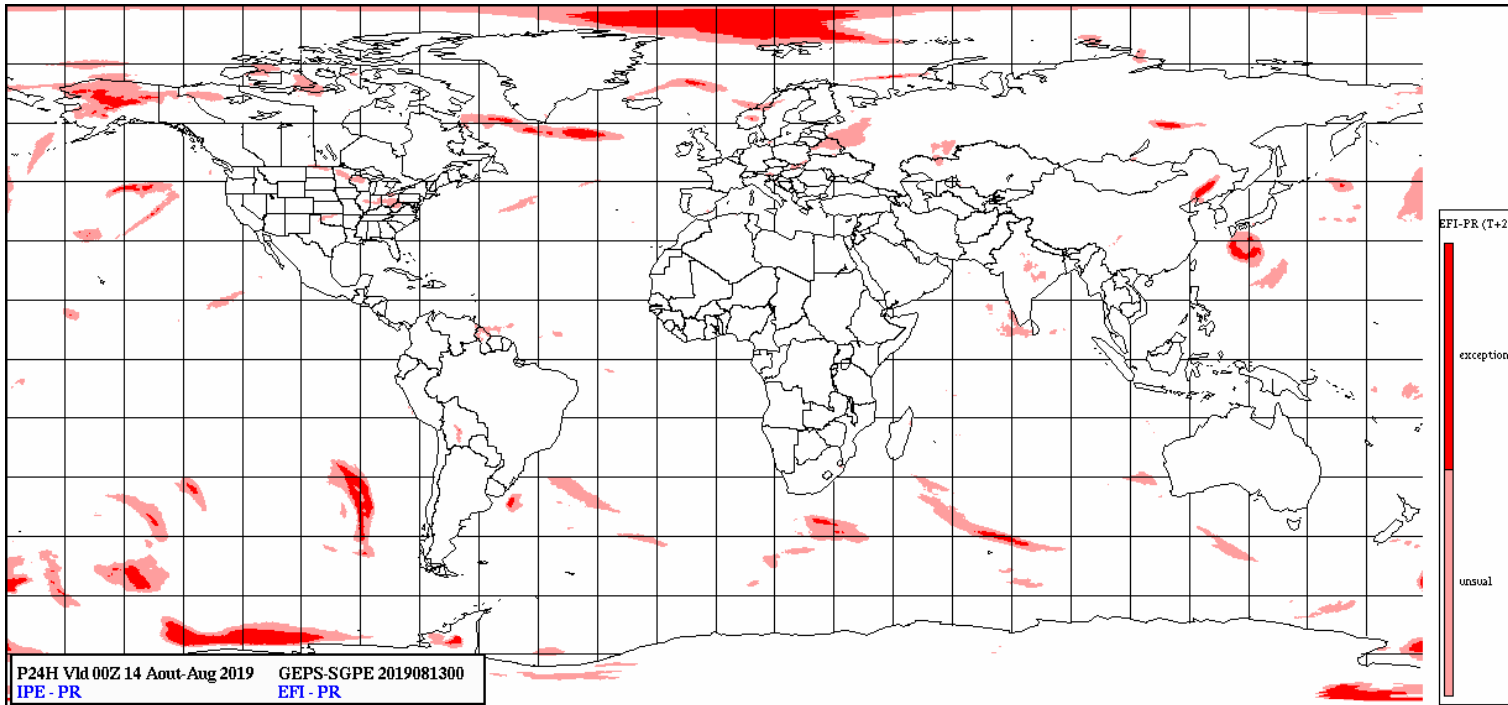 EFI-PR (T+2
exception
unsual
P24H Vld 00Z 14 Aout-Aug 2019 GEPS-SGPE 2019081300
IPE - PR EFI - PR